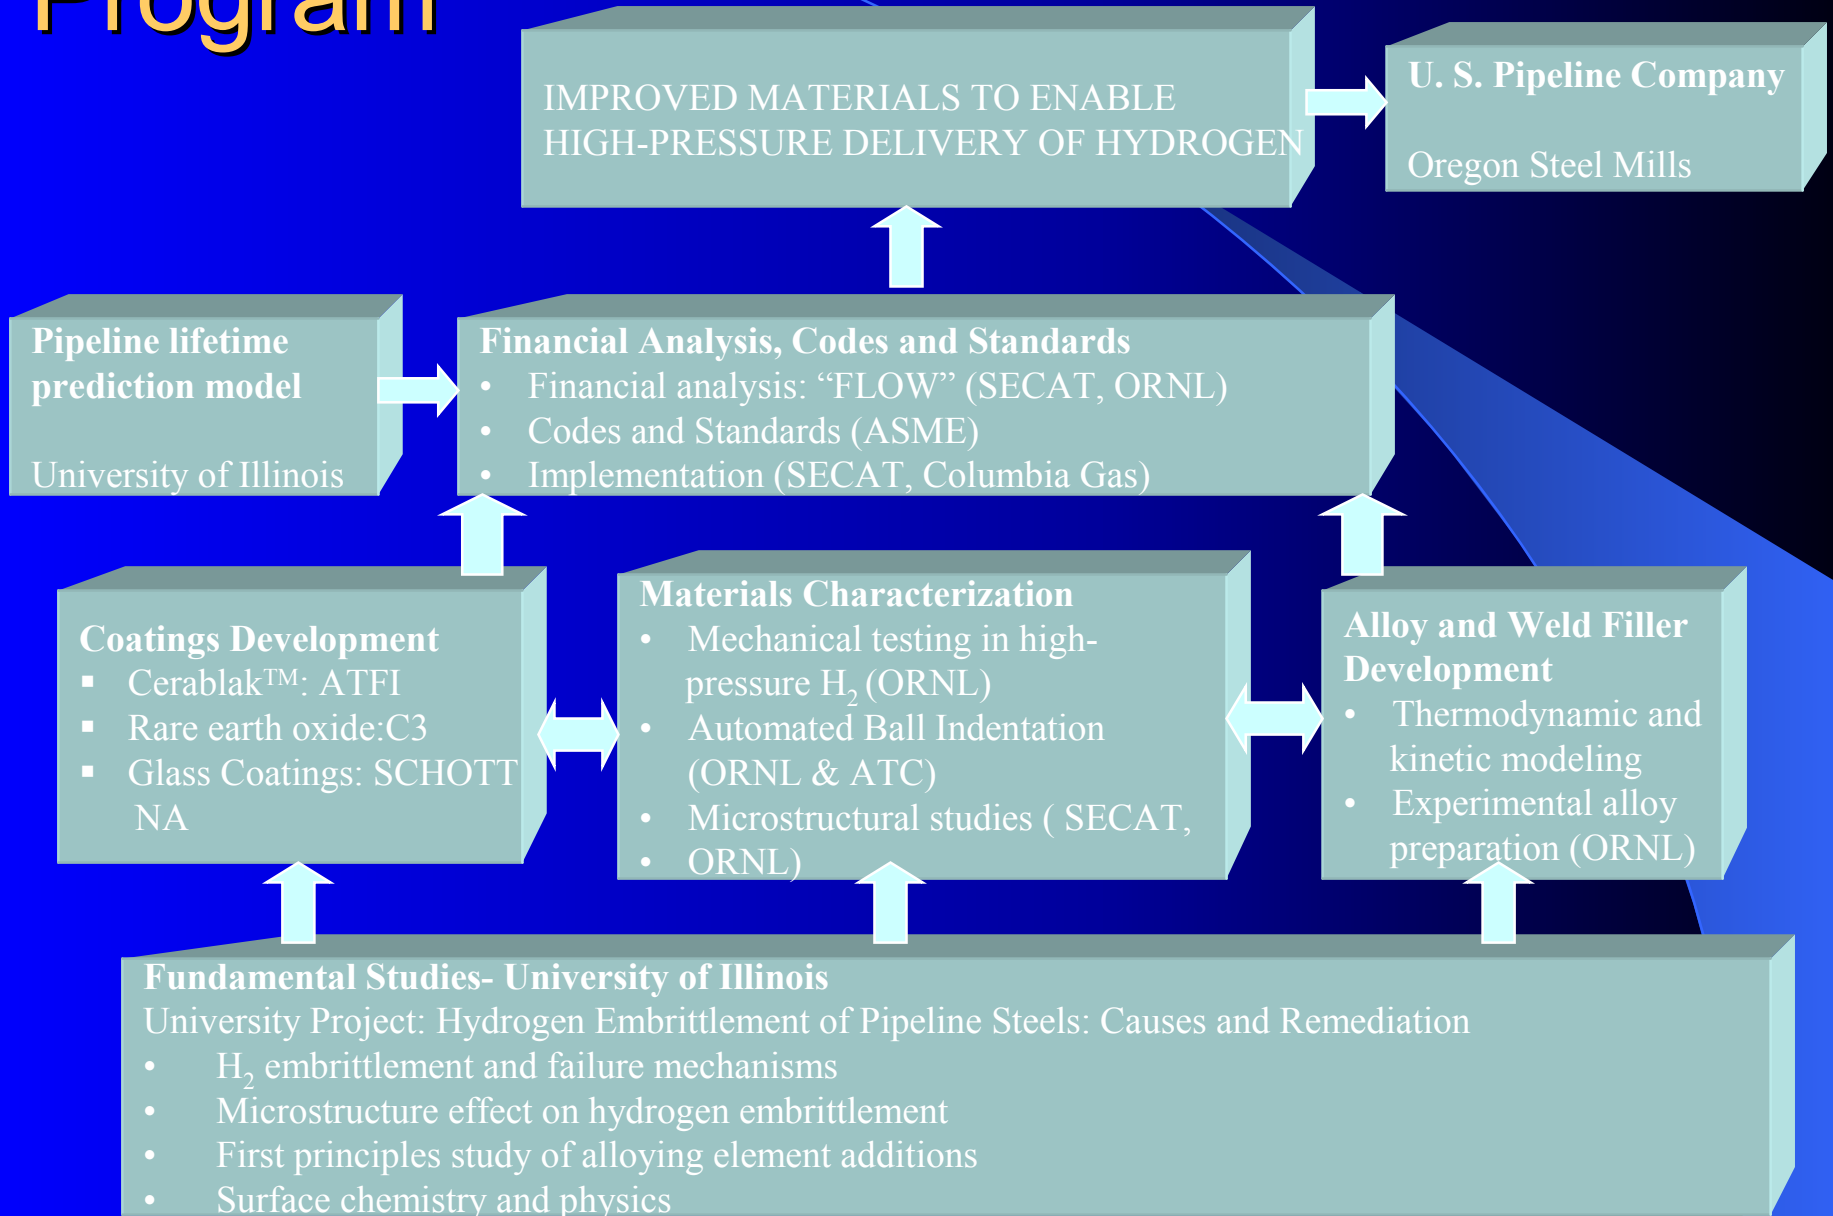 Program
IMPROVED MATERIALS TO ENABLE
HIGH-PRESSURE DELIVERY OF HYDROGEN
U. S. Pipeline Company
Oregon Steel Mills
Pipeline lifetime
prediction model
University of Illinois
Financial Analysis, Codes and Standards
• Financial analysis: “FLOW” (SECAT, ORNL)
• Codes and Standards (ASME)
• Implementation (SECAT, Columbia Gas)
Coatings Development
▪ Cerablak™: ATFI
▪ Rare earth oxide:C3
▪ Glass Coatings: SCHOTT
NA
Materials Characterization
• Mechanical testing in high-
pressure H₂ (ORNL)
• Automated Ball Indentation
(ORNL & ATC)
• Microstructural studies ( SECAT,
• ORNL)
Alloy and Weld Filler
Development
• Thermodynamic and
kinetic modeling
• Experimental alloy
preparation (ORNL)
Fundamental Studies- University of Illinois
University Project: Hydrogen Embrittlement of Pipeline Steels: Causes and Remediation
• H₂ embrittlement and failure mechanisms
• Microstructure effect on hydrogen embrittlement
• First principles study of alloying element additions
• Surface chemistry and physics